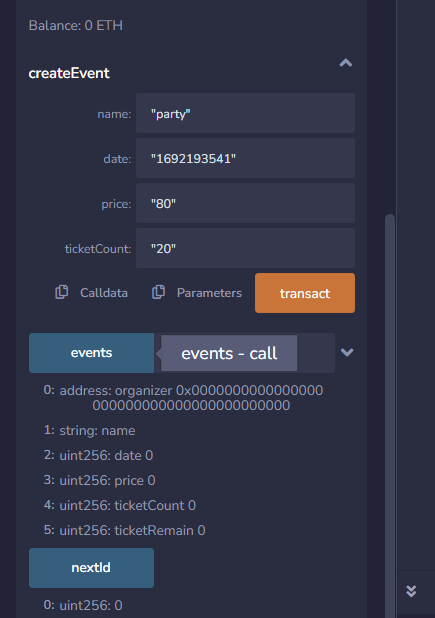 Balance: 0 ETH
createEvent
name: "party"
date: "1692193541"
price: "80"
ticketCount: "20"
Calldata Parameters transact
events events - call
0: address: organizer 0x0000000000000000
000000000000000000000000
1: string: name
2: uint256: date 0
3: uint256: price 0
4: uint256: ticketCount 0
5: uint256: ticketRemain 0
nextId
0: uint256: 0